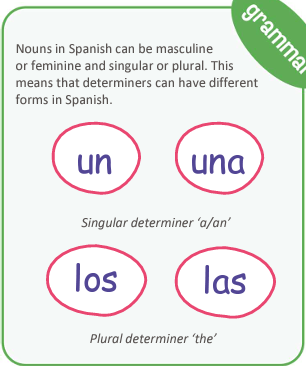 grammar
Nouns in Spanish can be masculine
or feminine and singular or plural. This
means that determiners can have different
forms in Spanish.
un una
Singular determiner ‘a/an’
los las
Plural determiner ‘the’